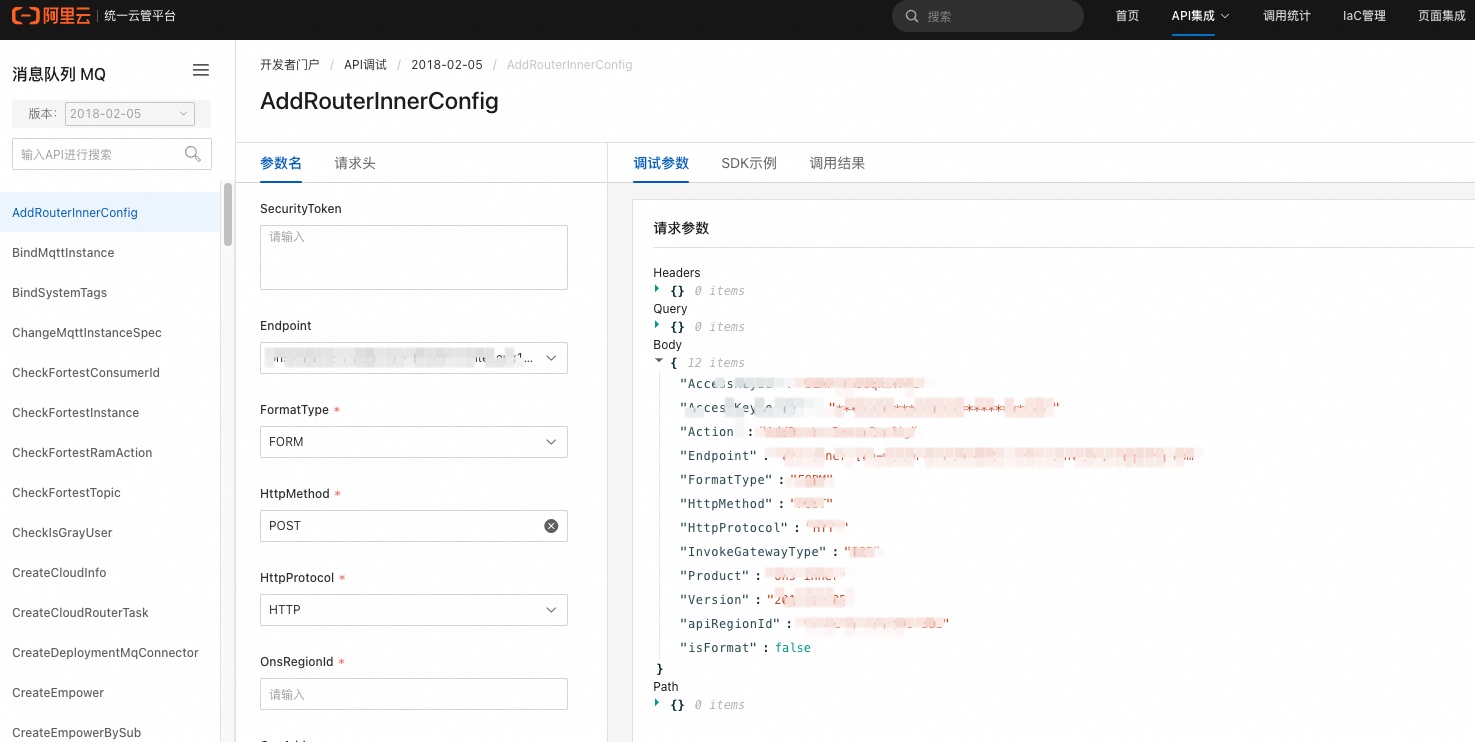 阿里云 | 统一云管平台
搜索
首页
API集成
调用统计
IaC管理
页面集成
消息队列 MQ
版本: 2018-02-05
输入API进行搜索
AddRouterInnerConfig
BindMqttInstance
BindSystemTags
ChangeMqttInstanceSpec
CheckFortestConsumerId
CheckFortestInstance
CheckFortestRamAction
CheckFortestTopic
CheckIsGrayUser
CreateCloudInfo
CreateCloudRouterTask
CreateDeploymentMqConnector
CreateEmpower
CreateEmpowerBySub
开发者门户 / API调试 / 2018-02-05 / AddRouterInnerConfig
AddRouterInnerConfig
参数名
请求头
SecurityToken
请输入
Endpoint
FormatType *
FORM
HttpMethod *
POST
HttpProtocol *
HTTP
OnsRegionId *
请输入
调试参数
SDK示例
调用结果
请求参数
Headers
{} 0 items
Query
{} 0 items
Body
{ 12 items
"Action" :
"Endpoint" :
"FormatType" :
"HttpMethod" :
"HttpProtocol" :
"InvokeGatewayType" :
"Product" :
"Version" :
"apiRegionId" :
"isFormat" : false
}
Path
{} 0 items